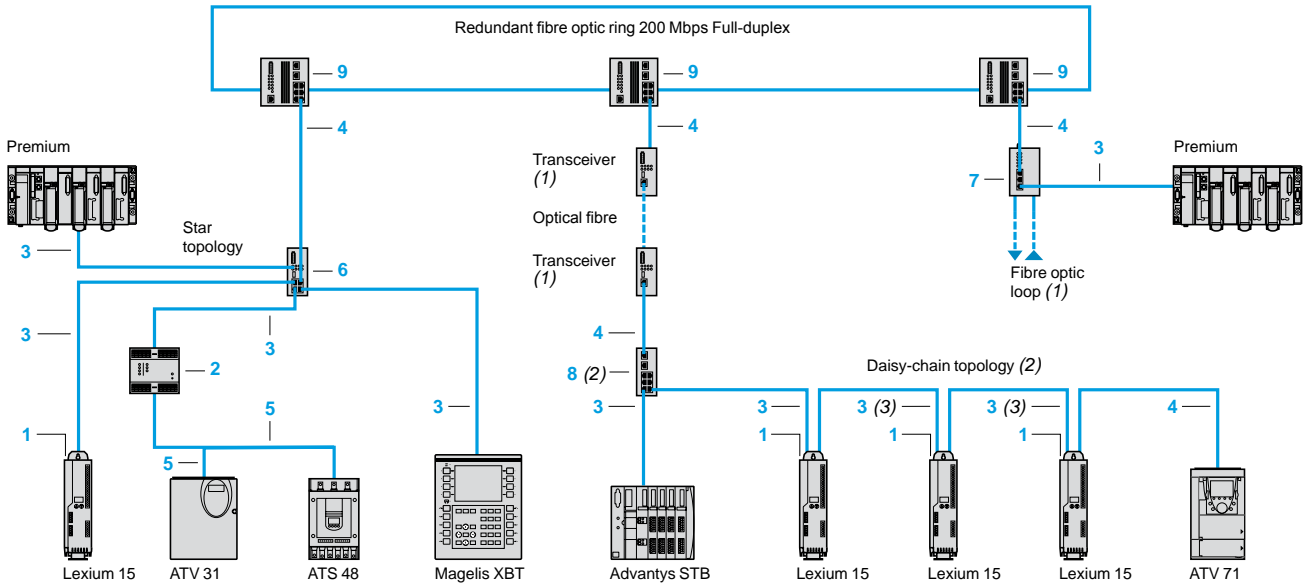 Redundant fibre optic ring 200 Mbps Full-duplex
9
9
9
4
4
4
Premium
Transceiver
(1)
7
3
Premium
Optical fibre
Star
topology
3
6
Transceiver
(1)
Fibre optic
loop (1)
3
3
4
2
8 (2)
Daisy-chain topology (2)
5
3
3
3
3 (3)
3 (3)
4
1
5
1
1
1
Lexium 15
ATV 31
ATS 48
Magelis XBT
Advantys STB
Lexium 15
Lexium 15
Lexium 15
ATV 71